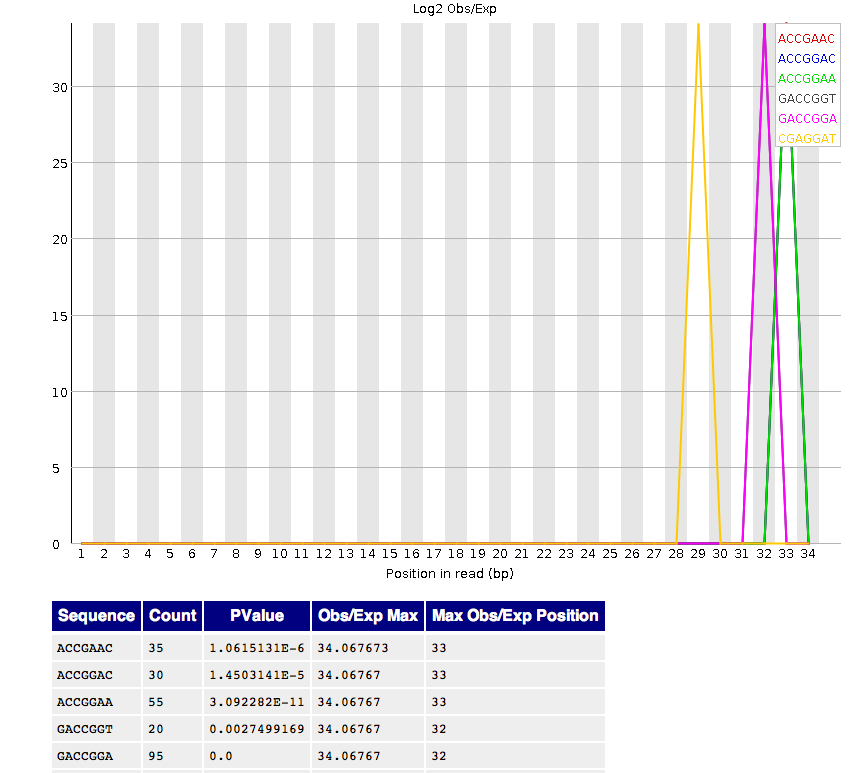 Log2 Obs/Exp
30
25
20
15
10
5
0
ACCGAAC
ACCGGAC
ACCGGAA
GACCGGT
GACCGGA
CGAGGAT
1 2 3 4 5 6 7 8 9 10 11 12 13 14 15 16 17 18 19 20 21 22 23 24 25 26 27 28 29 30 31 32 33 34
Position in read (bp)
Sequence Count PValue Obs/Exp Max Max Obs/Exp Position
ACCGAAC 35 1.0615131E-6 34.067673 33
ACCGGAC 30 1.4503141E-5 34.06767 33
ACCGGAA 55 3.092282E-11 34.06767 33
GACCGGT 20 0.0027499169 34.06767 32
GACCGGA 95 0.0 34.06767 32